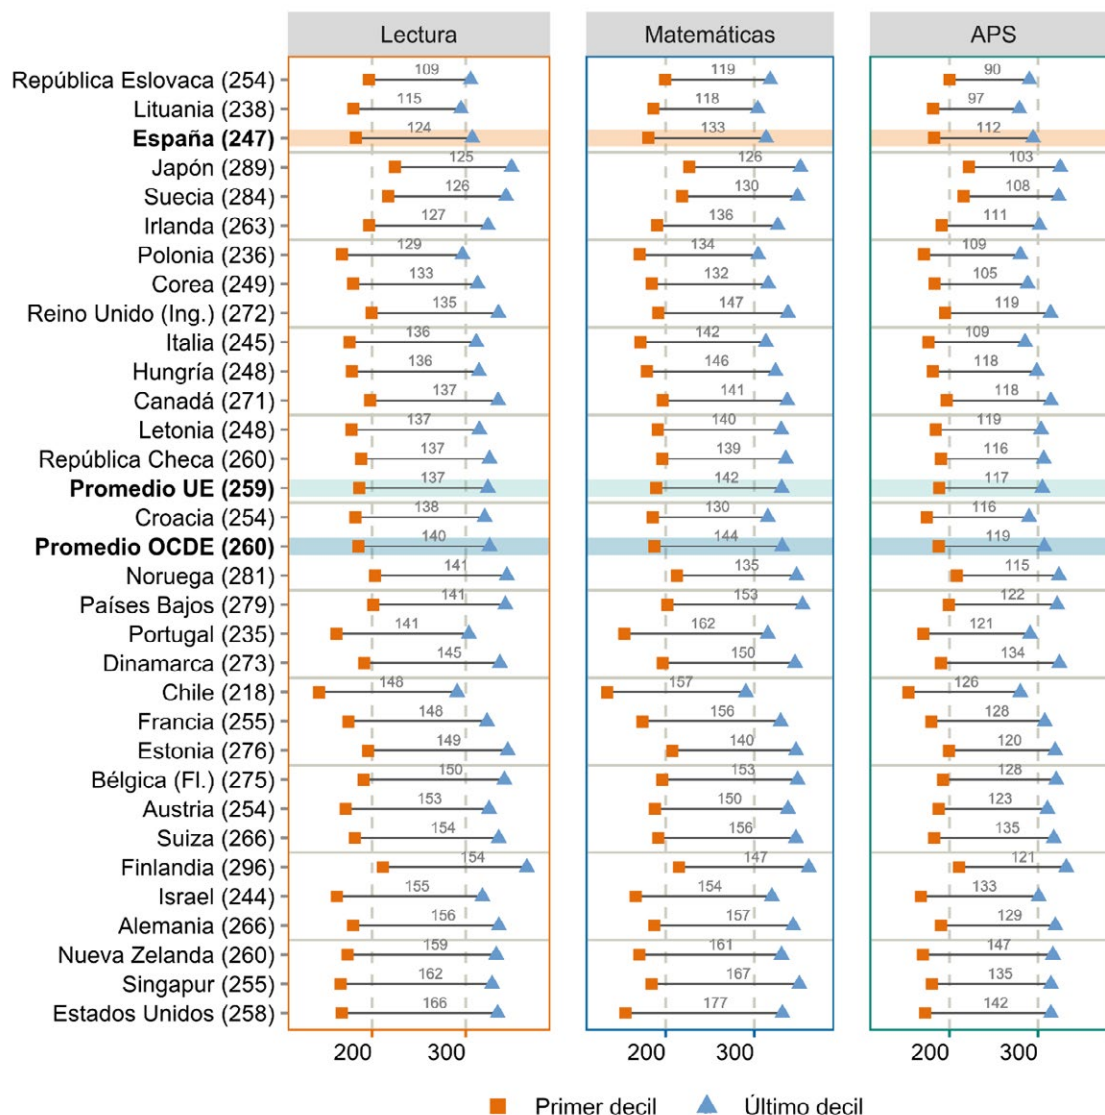 Lectura Matemáticas APS
República Eslovaca (254) 109 119 90
Lituania (238) 115 118 97
España (247) 124 133 112
Japón (289) 125 126 103
Suecia (284) 126 130 108
Irlanda (263) 127 136 111
Polonia (236) 129 134 109
Corea (249) 133 132 105
Reino Unido (Ing.) (272) 135 147 119
Italia (245) 136 142 109
Hungría (248) 136 146 118
Canadá (271) 137 141 118
Letonia (248) 137 140 119
República Checa (260) 137 139 116
Promedio UE (259) 137 142 117
Croacia (254) 138 130 116
Promedio OCDE (260) 140 144 119
Noruega (281) 141 135 115
Países Bajos (279) 141 153 122
Portugal (235) 141 162 121
Dinamarca (273) 145 150 134
Chile (218) 148 157 126
Francia (255) 148 156 128
Estonia (276) 149 140 120
Bélgica (Fl.) (275) 150 153 128
Austria (254) 153 150 123
Suiza (266) 154 156 135
Finlandia (296) 154 147 121
Israel (244) 155 154 133
Alemania (266) 156 157 129
Nueva Zelanda (260) 159 161 147
Singapur (255) 162 167 135
Estados Unidos (258) 166 177 142
200 300 200 300 200 300
Primer decil Último decil